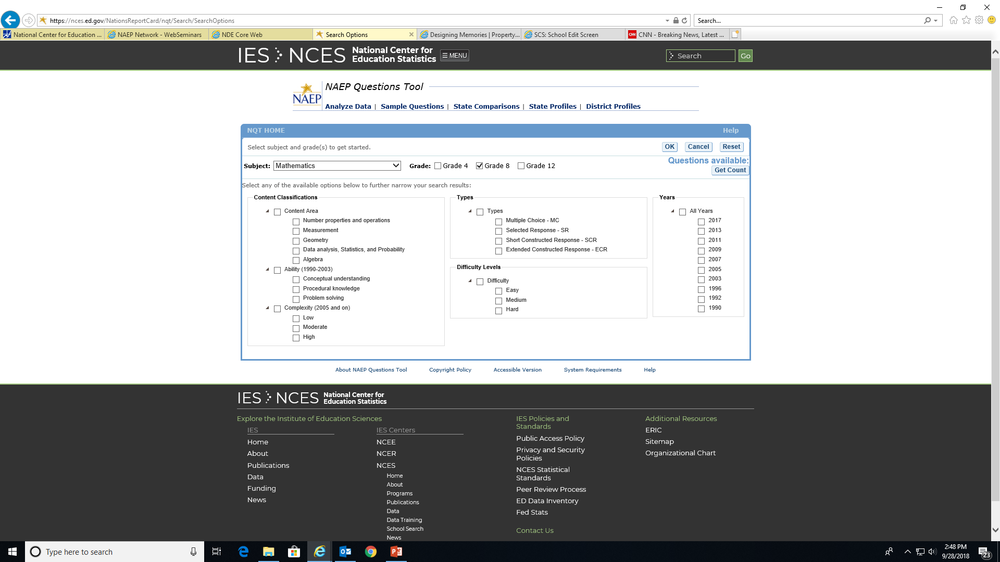 https://nces.ed.gov/NationsReportCard/nqt/Search/SearchOptions
Search...
National Center for Education ...
NAEP Network - WebSeminars
NDE Core Web
Search Options
Designing Memories | Property...
SCS: School Edit Screen
CNN - Breaking News, Latest ...
IES NCES National Center for Education Statistics
MENU
Search
Go
NAEP
NAEP Questions Tool
Analyze Data | Sample Questions | State Comparisons | State Profiles | District Profiles
NQT HOME
Help
Select subject and grade(s) to get started.
OK
Cancel
Reset
Subject: Mathematics
Grade: Grade 4 Grade 8 Grade 12
Questions available:
Get Count
Select any of the available options below to further narrow your search results:
Content Classifications
Content Area
Number properties and operations
Measurement
Geometry
Data analysis, Statistics, and Probability
Algebra
Ability (1990-2003)
Conceptual understanding
Procedural knowledge
Problem solving
Complexity (2005 and on)
Low
Moderate
High
Types
Types
Multiple Choice - MC
Selected Response - SR
Short Constructed Response - SCR
Extended Constructed Response - ECR
Difficulty Levels
Difficulty
Easy
Medium
Hard
Years
All Years
2017
2013
2011
2009
2007
2005
2003
1996
1992
1990
About NAEP Questions Tool
Copyright Policy
Accessible Version
System Requirements
Help
IES NCES National Center for Education Statistics
Explore the Institute of Education Sciences
IES
Home
About
Publications
Data
Funding
News
IES Centers
NCEE
NCER
NCES
Home
About
Programs
Publications
Data
Data Training
School Search
News
IES Policies and
Standards
Public Access Policy
Privacy and Security
Policies
NCES Statistical
Standards
Peer Review Process
ED Data Inventory
Fed Stats
Contact Us
Additional Resources
ERIC
Sitemap
Organizational Chart
Type here to search
2:48 PM
9/28/2018
23